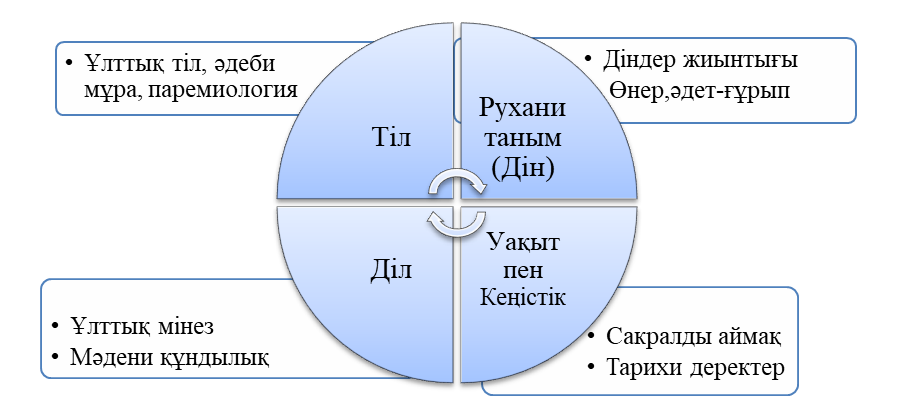 • Ұлттық тіл, әдеби
мұра, паремиология
• Діндер жиынтығы
Өнер,әдет-ғұрып
Тіл
Рухани
таным
(Дін)
Діл
Уақыт
пен
Кеңістік
• Ұлттық мінез
• Мәдени құндылық
• Сакралды аймақ
• Тарихи деректер